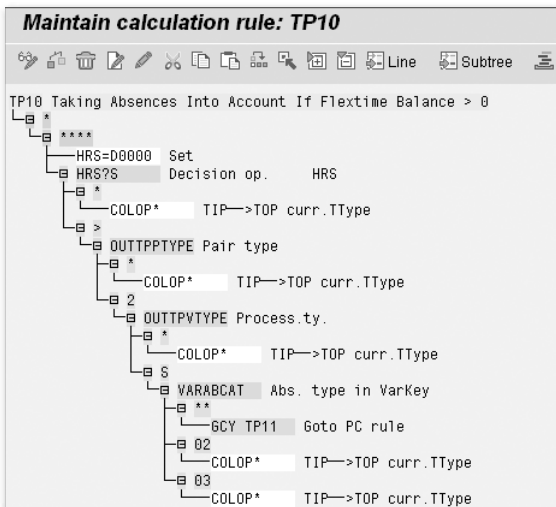 Maintain calculation rule: TP10
Line Subtree
TP10 Taking Absences Into Account If Flextime Balance > 0
*
****
HRS=D0000 Set
HRS?S Decision op. HRS
*
COLOP* TIP—>TOP curr.TType
>
OUTTPPTYPE Pair type
*
COLOP* TIP—>TOP curr.TType
2
OUTTPVTYPE Process.ty.
*
COLOP* TIP—>TOP curr.TType
S
VARABCAT Abs. type in VarKey
**
GCY TP11 Goto PC rule
02
COLOP* TIP—>TOP curr.TType
03
COLOP* TIP—>TOP curr.TType